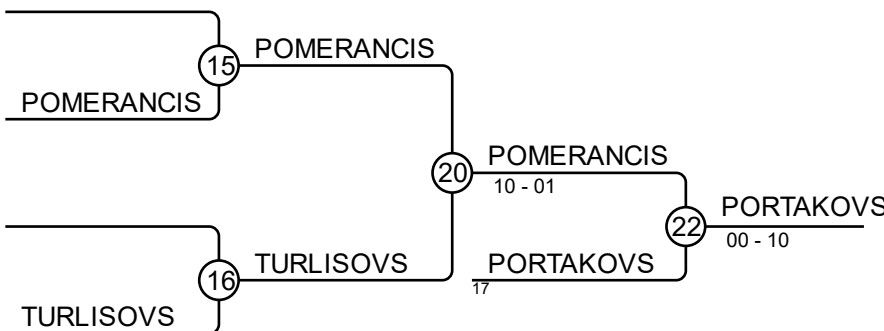 POMERANCIS
15
POMERANCIS
POMERANCIS
20
10 - 01
PORTAKOVS
22
00 - 10
TURLISOVS
16
PORTAKOVS
17
TURLISOVS